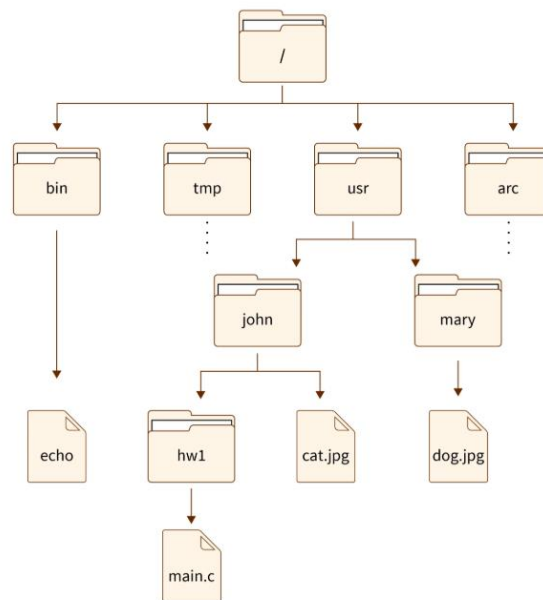 /
bin
tmp
usr
arc
john
mary
echo
hw1
cat.jpg
dog.jpg
main.c